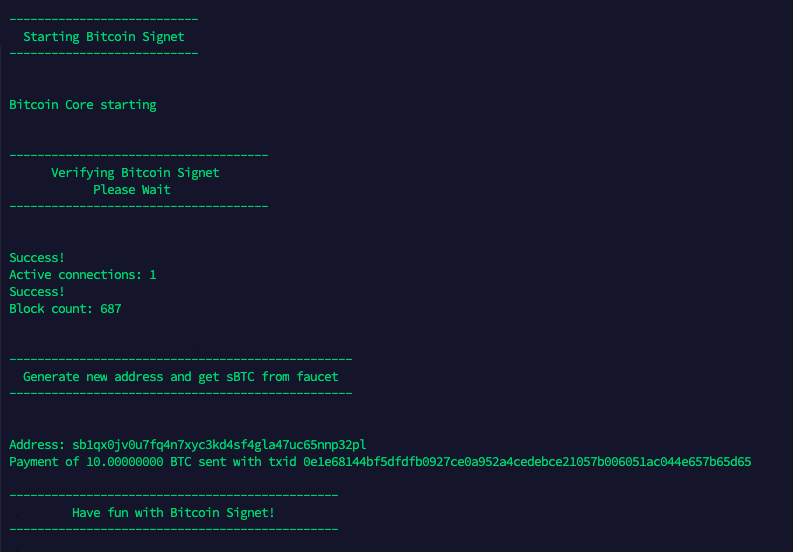 ---------------------------
Starting Bitcoin Signet
---------------------------
Bitcoin Core starting
-------------------------------------
Verifying Bitcoin Signet
Please Wait
-------------------------------------
Success!
Active connections: 1
Success!
Block count: 687
-------------------------------------------------
Generate new address and get sBTC from faucet
-------------------------------------------------
Address: sb1qx0jv0u7fq4n7xyc3kd4sf4gla47uc65nnp32pl
Payment of 10.00000000 BTC sent with txid 0e1e68144bf5dfdfb0927ce0a952a4cedebce21057b006051ac044e657b65d65
-----------------------------------------------
Have fun with Bitcoin Signet!
-----------------------------------------------